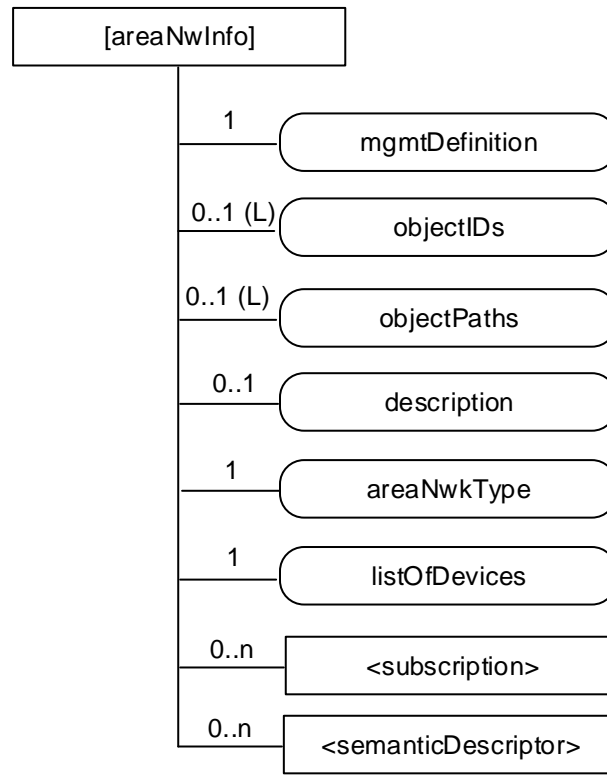 [areaNwInfo]
1
mgmtDefinition
0..1 (L)
objectIDs
0..1 (L)
objectPaths
0..1
description
1
areaNwkType
1
listOfDevices
0..n
<subscription>
0..n
<semanticDescriptor>